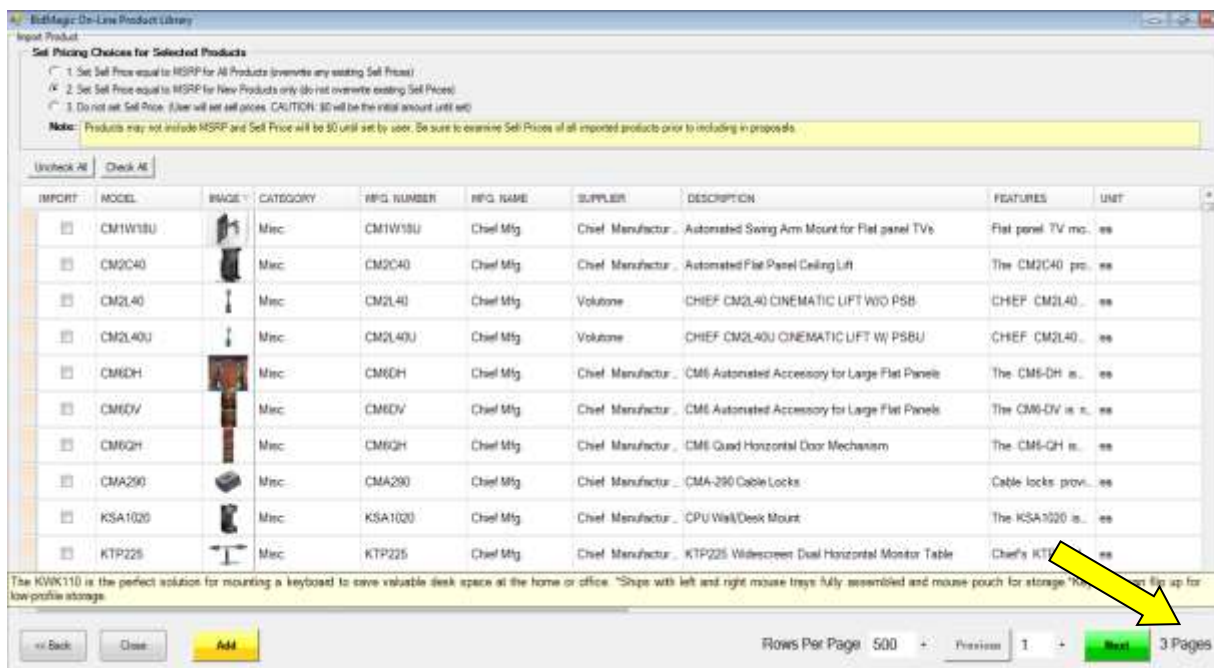 BidMagic On-Line Product Library
Import Product
Set Pricing Choices for Selected Products
1. Set Sell Price equal to MSRP for All Products (overwrite any existing Sell Prices)
2. Set Sell Price equal to MSRP for New Products only (do not overwrite existing Sell Prices)
3. Do not set Sell Price. (User will set sell prices. CAUTION: $0 will be the initial amount until set)
Note: Products may not include MSRP and Sell Price will be $0 until set by user. Be sure to examine Sell Prices of all imported products prior to including in proposals.
Uncheck All Check All
IMPORT MODEL IMAGE CATEGORY MFG. NUMBER MFG. NAME SUPPLIER DESCRIPTION FEATURES UNIT
CM1W18U Misc CM1W18U Chief Mfg. Chief Manufactur... Automated Swing Arm Mount for Flat panel TVs Flat panel TV mo... ea
CM2C40 Misc CM2C40 Chief Mfg. Chief Manufactur... Automated Flat Panel Ceiling Lift The CM2C40 pro... ea
CM2L40 Misc CM2L40 Chief Mfg. Volutone CHIEF CM2L40 CINEMATIC LIFT W/O PSB CHIEF CM2L40... ea
CM2L40U Misc CM2L40U Chief Mfg. Volutone CHIEF CM2L40U CINEMATIC LIFT W/ PSBU CHIEF CM2L40... ea
CM6DH Misc CM6DH Chief Mfg. Chief Manufactur... CM6 Automated Accessory for Large Flat Panels The CM6-DH is... ea
CM6DV Misc CM6DV Chief Mfg. Chief Manufactur... CM6 Automated Accessory for Large Flat Panels The CM6-DV is n... ea
CM6QH Misc CM6QH Chief Mfg. Chief Manufactur... CM6 Quad Horizontal Door Mechanism The CM6-QH is... ea
CMA290 Misc CMA290 Chief Mfg. Chief Manufactur... CMA-290 Cable Locks Cable locks provi... ea
KSA1020 Misc KSA1020 Chief Mfg. Chief Manufactur... CPU Wall/Desk Mount The KSA1020 is... ea
KTP225 Misc KTP225 Chief Mfg. Chief Manufactur... KTP225 Widescreen Dual Horizontal Monitor Table Chief's ea
The KWK110 is the perfect solution for mounting a keyboard to save valuable desk space at the home or office. *Ships with left and right mouse trays fully assembled and mouse pouch for storage flip up for
low-profile storage.
<< Back Close Add Rows Per Page 500 Previous 1 Next 3 Pages